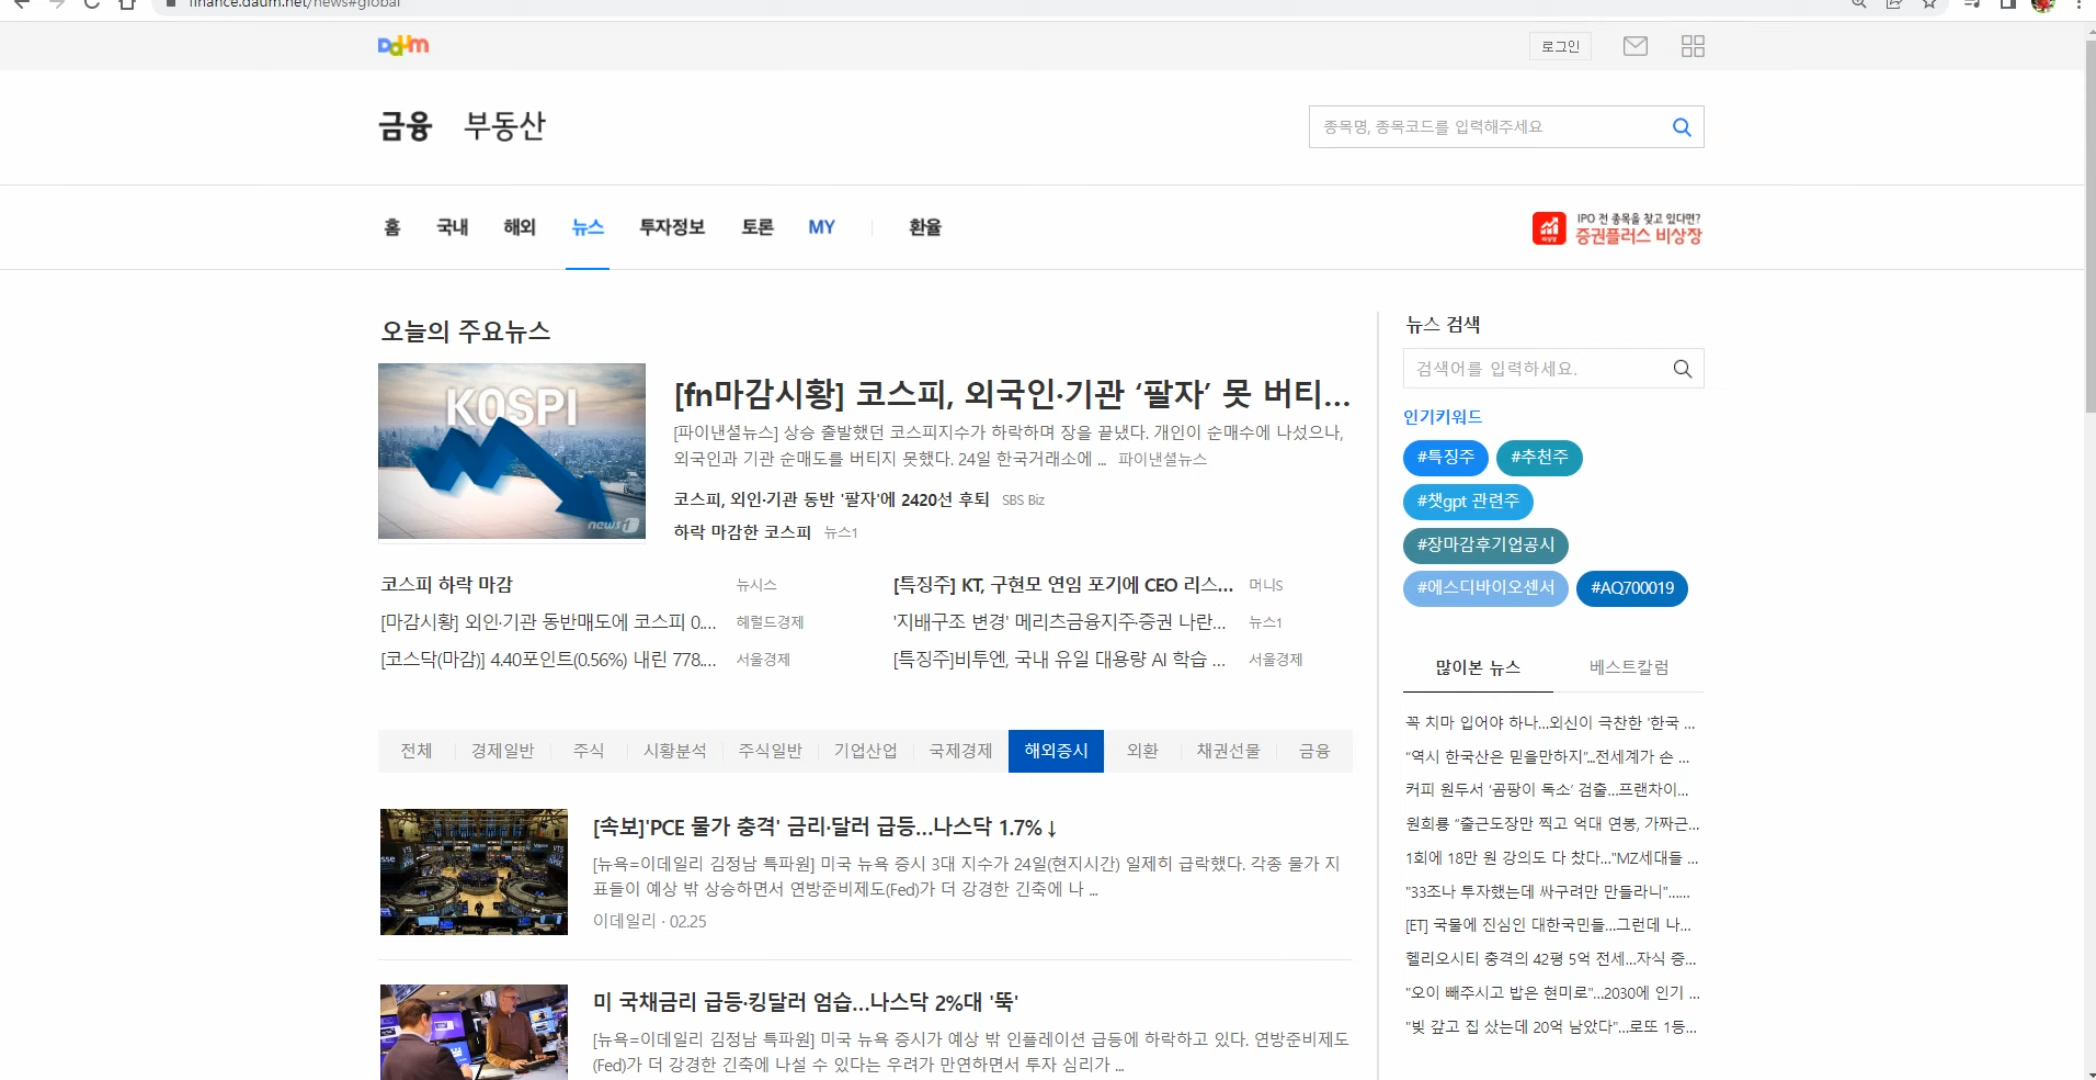 finance.daum.net/news#global
Daum
로그인
금융 부동산
종목명, 종목코드를 입력해주세요
홈 국내 해외 뉴스 투자정보 토론 MY 환율
IPO 전 종목을 찾고 있다면?
증권플러스 비상장
오늘의 주요뉴스
KOSPI
news1
[fn마감시황] 코스피, 외국인·기관 ‘팔자’ 못 버티...
[파이낸셜뉴스] 상승 출발했던 코스피지수가 하락하며 장을 끝냈다. 개인이 순매수에 나섰으나,
외국인과 기관 순매도를 버티지 못했다. 24일 한국거래소에 ... 파이낸셜뉴스
코스피, 외인·기관 동반 '팔자'에 2420선 후퇴 SBS Biz
하락 마감한 코스피 뉴스1
코스피 하락 마감 뉴시스
[마감시황] 외인·기관 동반매도에 코스피 0.... 헤럴드경제
[코스닥(마감)] 4.40포인트(0.56%) 내린 778.... 서울경제
[특징주] KT, 구현모 연임 포기에 CEO 리스... 머니S
'지배구조 변경' 메리츠금융지주·증권 나란... 뉴스1
[특징주]비투엔, 국내 유일 대용량 AI 학습 ... 서울경제
전체 경제일반 주식 시황분석 주식일반 기업산업 국제경제 해외증시 외환 채권선물 금융
[속보]'PCE 물가 충격' 금리·달러 급등...나스닥 1.7%↓
[뉴욕=이데일리 김정남 특파원] 미국 뉴욕 증시 3대 지수가 24일(현지시간) 일제히 급락했다. 각종 물가 지
표들이 예상 밖 상승하면서 연방준비제도(Fed)가 더 강경한 긴축에 나 ...
이데일리 · 02.25
미 국채금리 급등·킹달러 엄습...나스닥 2%대 '뚝'
[뉴욕=이데일리 김정남 특파원] 미국 뉴욕 증시가 예상 밖 인플레이션 급등에 하락하고 있다. 연방준비제도
(Fed)가 더 강경한 긴축에 나설 수 있다는 우려가 만연하면서 투자 심리가 ...
뉴스 검색
검색어를 입력하세요.
인기키워드
#특징주 #추천주
#챗gpt 관련주
#장마감후기업공시
#에스디바이오센서 #AQ700019
많이본 뉴스 베스트칼럼
꼭 치마 입어야 하나...외신이 극찬한 '한국 ...
“역시 한국산은 믿을만하지”...전세계가 손 ...
커피 원두서 ‘곰팡이 독소’ 검출...프랜차이...
원희룡 “출근도장만 찍고 억대 연봉, 가짜근...
1회에 18만 원 강의도 다 찼다..."MZ세대들 ...
"33조나 투자했는데 싸구려만 만들라니"......
[ET] 국물에 진심인 대한국민들...그런데 나...
헬리오시티 충격의 42평 5억 전세...자식 증...
"오이 빼주시고 밥은 현미로"...2030에 인기 ...
"빚 갚고 집 샀는데 20억 남았다"...로또 1등...